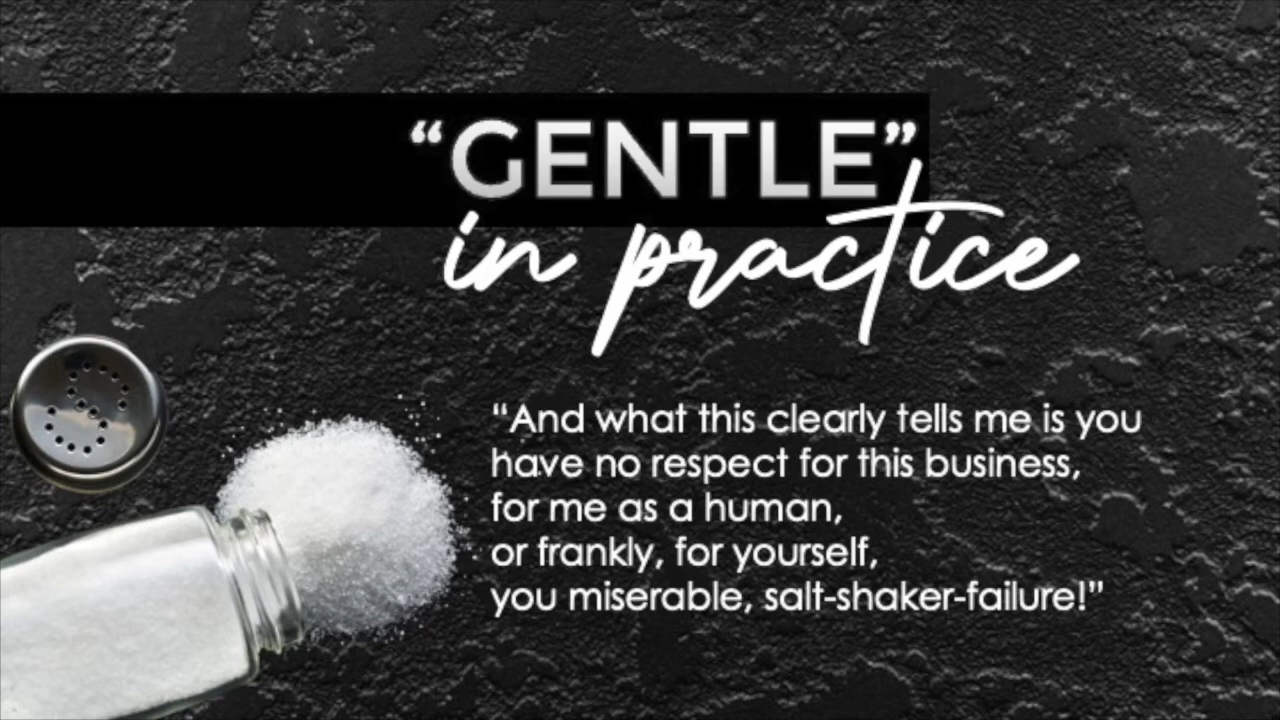 “GENTLE”
in practice
“And what this clearly tells me is you
have no respect for this business,
for me as a human,
or frankly, for yourself,
you miserable, salt-shaker-failure!”